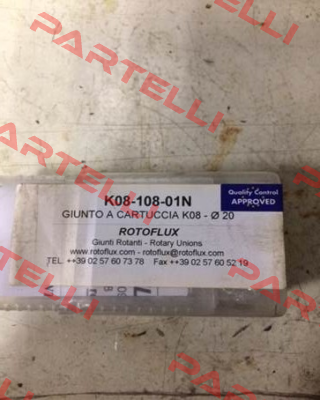 PARTELLI
K08-108-01N
GIUNTO A CARTUCCIA K08 - Ø 20
ROTOFLUX
Giunti Rotanti - Rotary Unions
www.rotoflux.com - rotoflux@rotoflux.com
TEL. ++39 02 57 60 73 78 Fax ++39 02 57 60 52 19
Quality Control
APPROVED
PARTELLI
PARTELLI